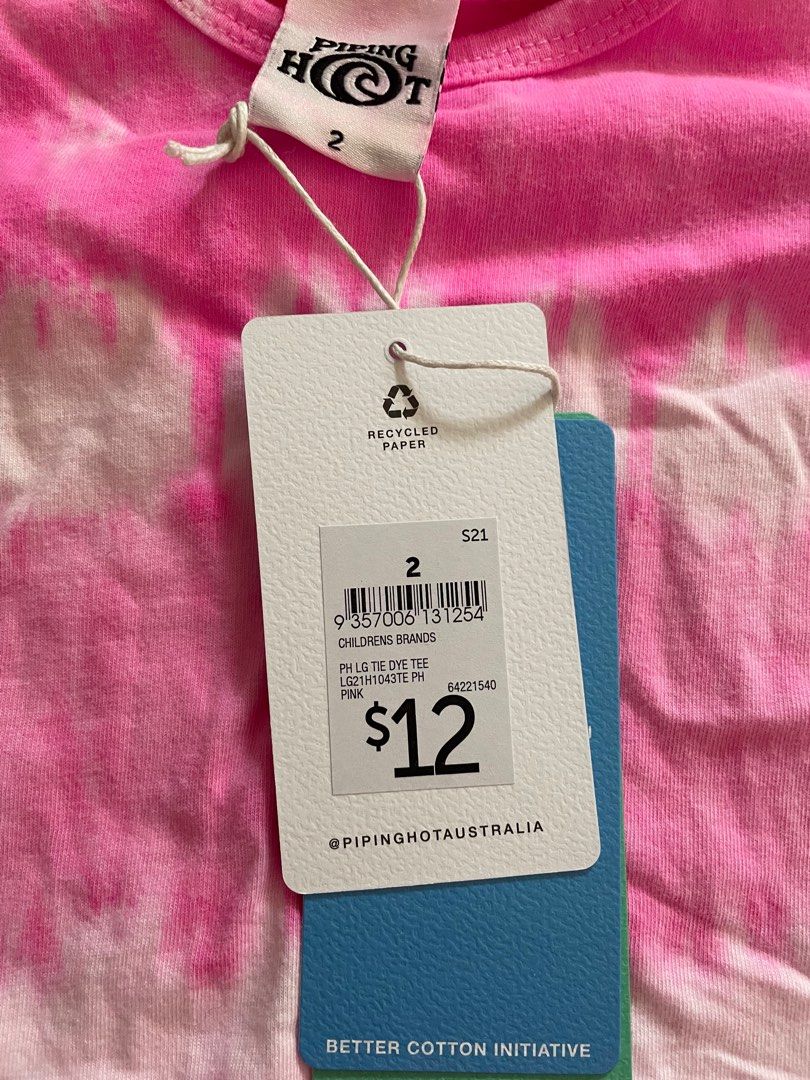 PIPING
HOT
2
RECYCLED
PAPER
S21
2
9 357006 131254
CHILDRENS BRANDS
PH LG TIE DYE TEE
LG21H1043TE PH
PINK 64221540
$12
@PIPINGHOTAUSTRALIA
BETTER COTTON INITIATIVE